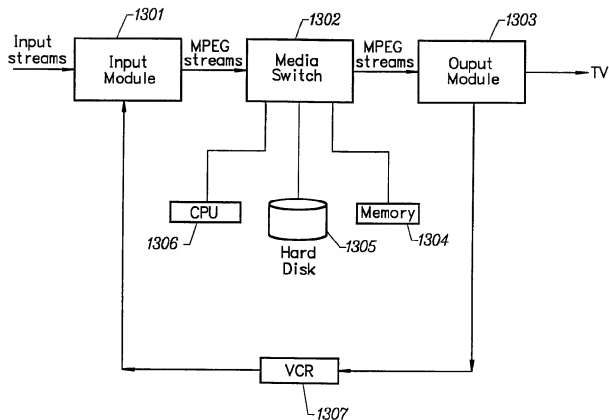 1301
1302
1303
Input
streams
Input
Module
MPEG
streams
Media
Switch
MPEG
streams
Ouput
Module
TV
CPU
1306
Hard
Disk
1305
Memory
1304
VCR
1307